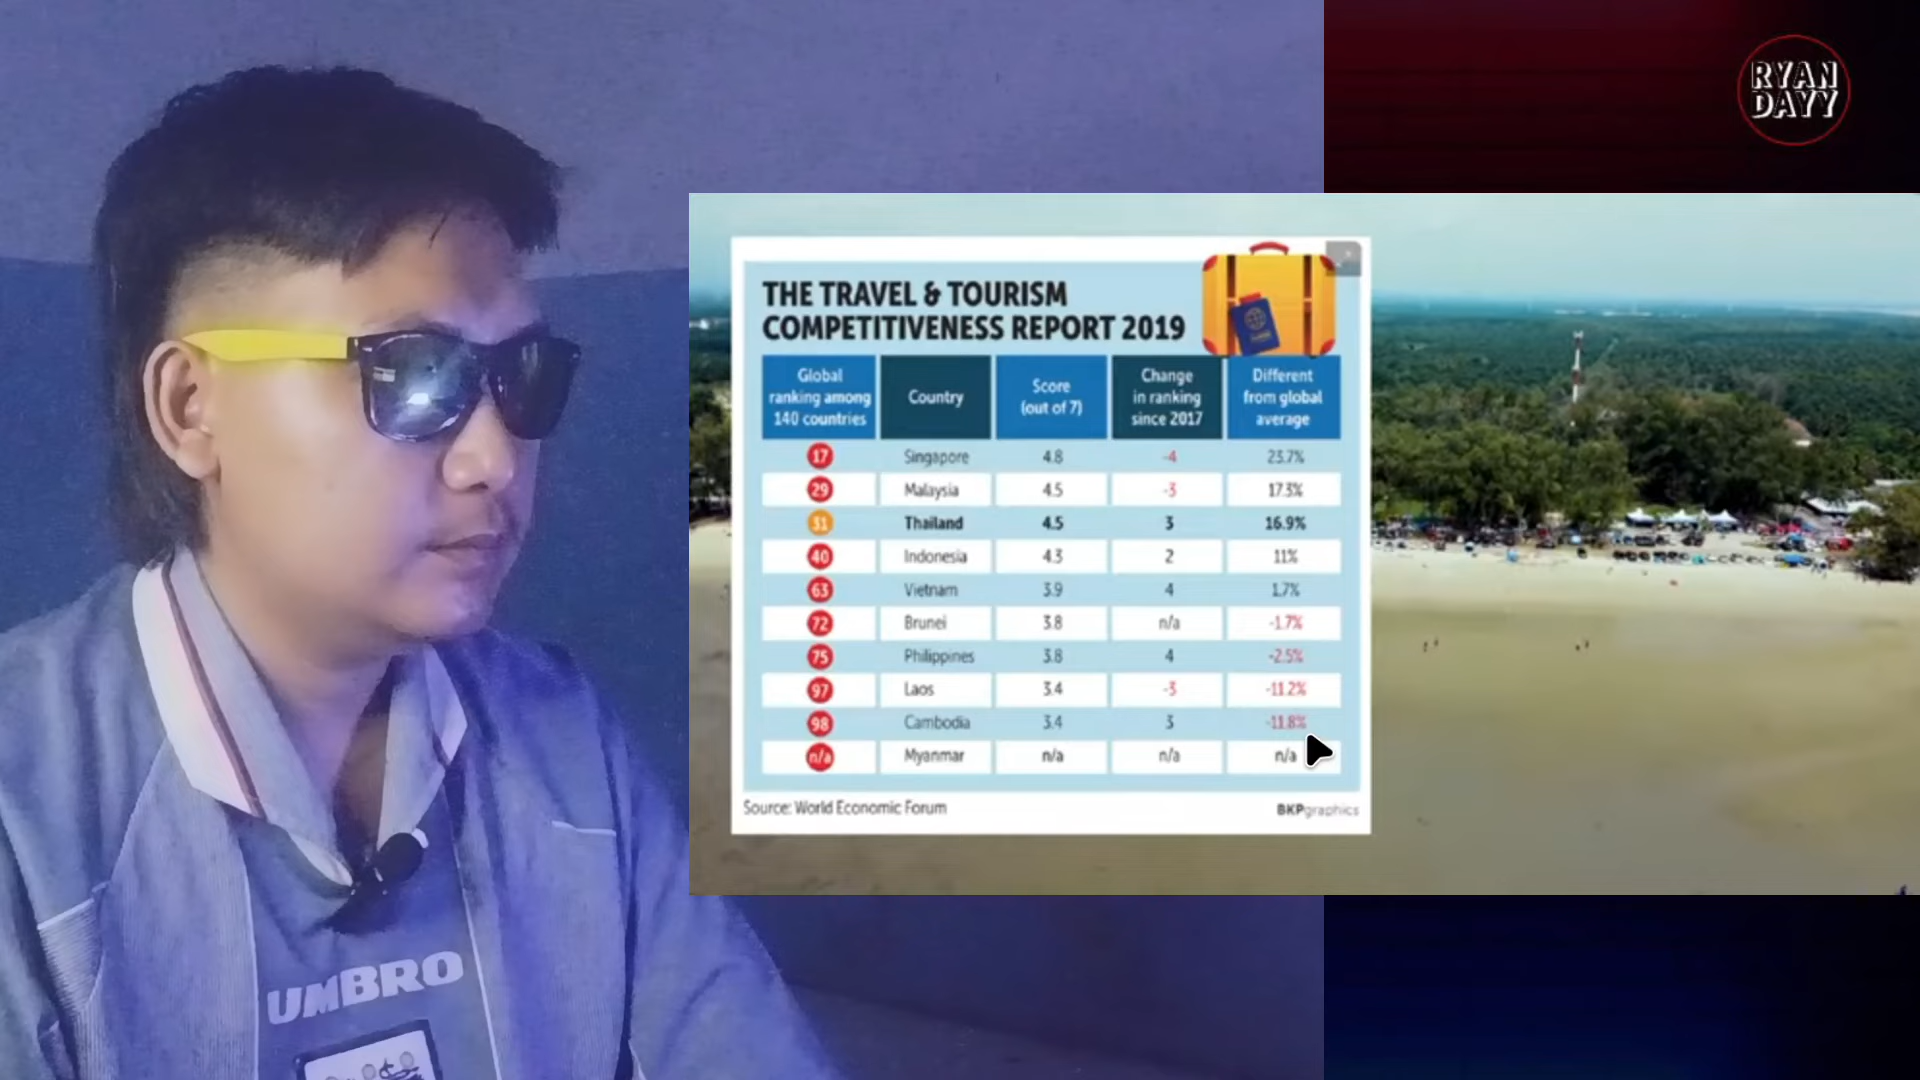 RYAN
DAYY
THE TRAVEL & TOURISM
COMPETITIVENESS REPORT 2019
Global ranking among 140 countries Country Score (out of 7) Change in ranking since 2017 Different from global average
17 Singapore 4.8 -4 23.7%
29 Malaysia 4.5 -3 17.3%
31 Thailand 4.5 3 16.9%
40 Indonesia 4.3 2 11%
63 Vietnam 3.9 4 1.7%
72 Brunei 3.8 n/a -1.7%
75 Philippines 3.8 4 -2.5%
97 Laos 3.4 -3 -11.2%
98 Cambodia 3.4 3 -11.8%
n/a Myanmar n/a n/a n/a
Source: World Economic Forum BKPgraphics
UMBRO